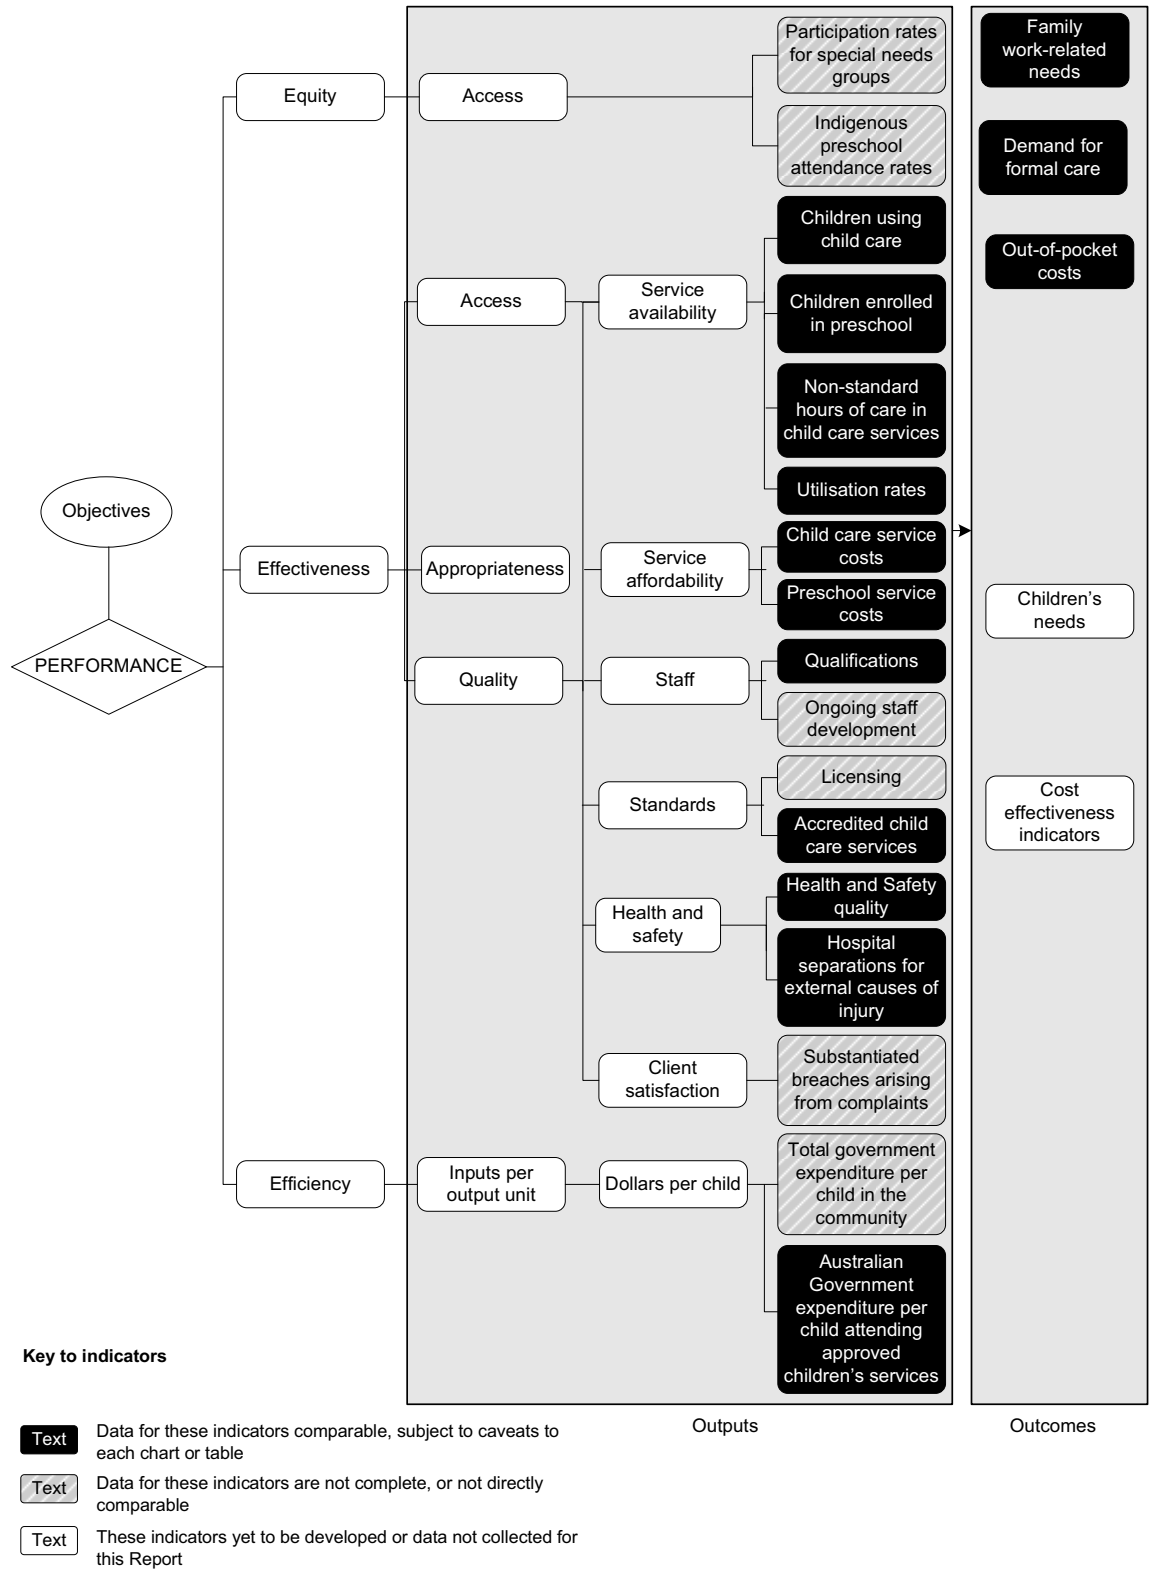 Participation rates
for special needs
groups
Family
work-related
needs
Equity
Access
Indigenous
preschool
attendance rates
Demand for
formal care
Children using
child care
Out-of-pocket
costs
Access
Service
availability
Children enrolled
in preschool
Non-standard
hours of care in
child care services
Utilisation rates
Objectives
Effectiveness
Appropriateness
Service
affordability
Child care service
costs
Preschool service
costs
Children’s
needs
PERFORMANCE
Quality
Staff
Qualifications
Ongoing staff
development
Licensing
Standards
Accredited child
care services
Cost
effectiveness
indicators
Health and
safety
Health and Safety
quality
Hospital
separations for
external causes of
injury
Client
satisfaction
Substantiated
breaches arising
from complaints
Efficiency
Inputs per
output unit
Dollars per child
Total government
expenditure per
child in the
community
Australian
Government
expenditure per
child attending
approved
children’s services
Outputs
Outcomes
Key to indicators
Text
Data for these indicators comparable, subject to caveats to
each chart or table
Text
Data for these indicators are not complete, or not directly
comparable
Text
These indicators yet to be developed or data not collected for
this Report